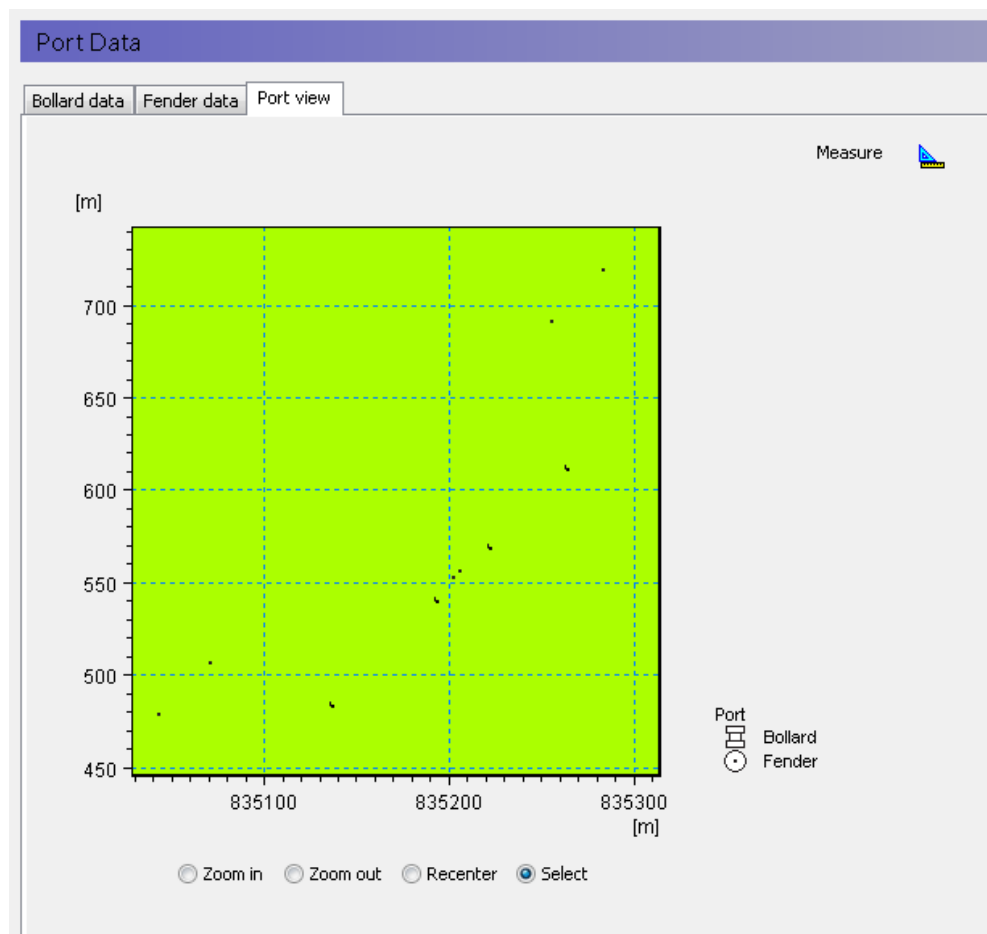 Port Data
Bollard data Fender data Port view
Measure
[m]
700
650
600
550
500
450
835100 835200 835300
[m]
Port
Bollard
Fender
Zoom in Zoom out Recenter Select